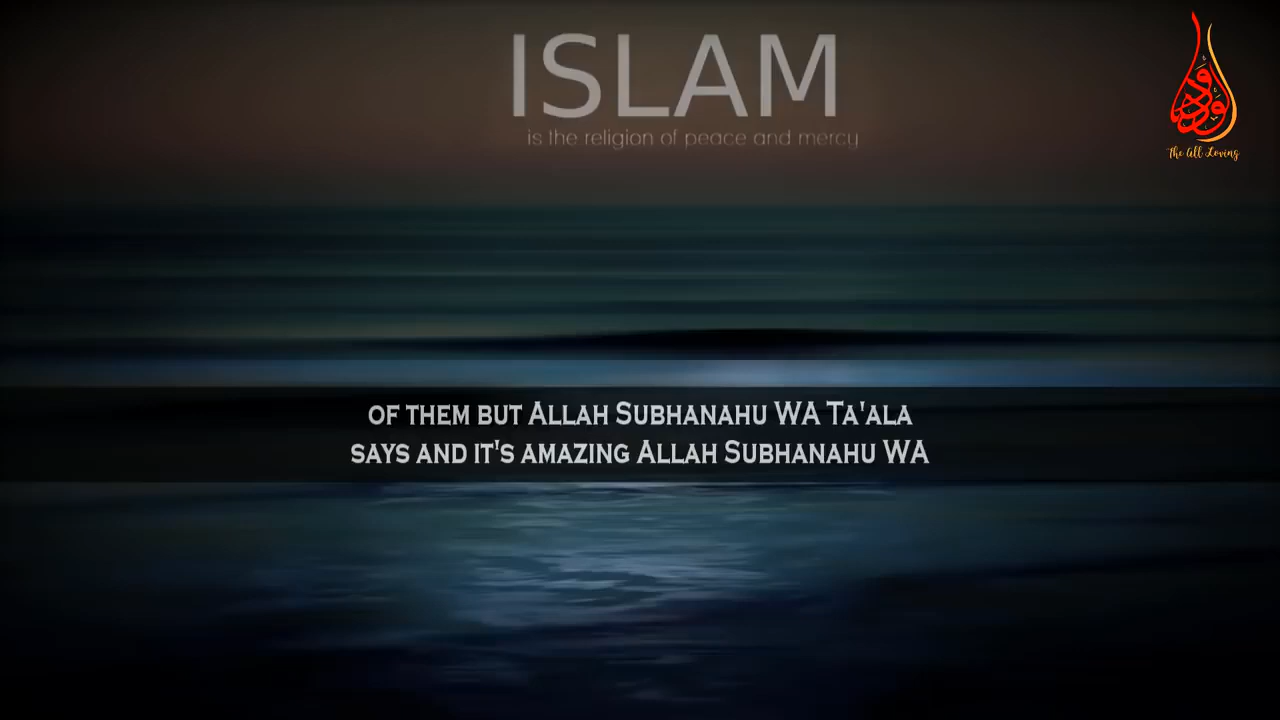 ISLAM
is the religion of peace and mercy
الودود
The All Loving
OF THEM BUT ALLAH SUBHANAHU WA TA'ALA
SAYS AND IT'S AMAZING ALLAH SUBHANAHU WA